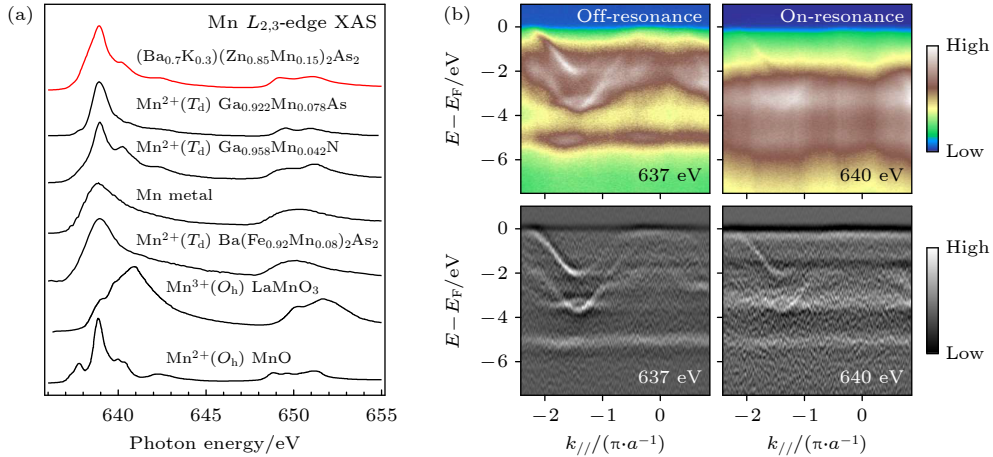 (a)
Mn L2,3-edge XAS
(Ba0.7K0.3)(Zn0.85Mn0.15)2As2
Mn2+(Td) Ga0.922Mn0.078As
Mn2+(Td) Ga0.958Mn0.042N
Mn metal
Mn2+(Td) Ba(Fe0.92Mn0.08)2As2
Mn3+(Oh) LaMnO3
Mn2+(Oh) MnO
640 645 650 655
Photon energy/eV
(b)
Off-resonance
On-resonance
0
−2
−4
−6
E−EF/eV
637 eV
640 eV
High
Low
0
−2
−4
−6
E−EF/eV
637 eV
640 eV
High
Low
−2 −1 0
−2 −1 0
k///(π·a−1)
k///(π·a−1)